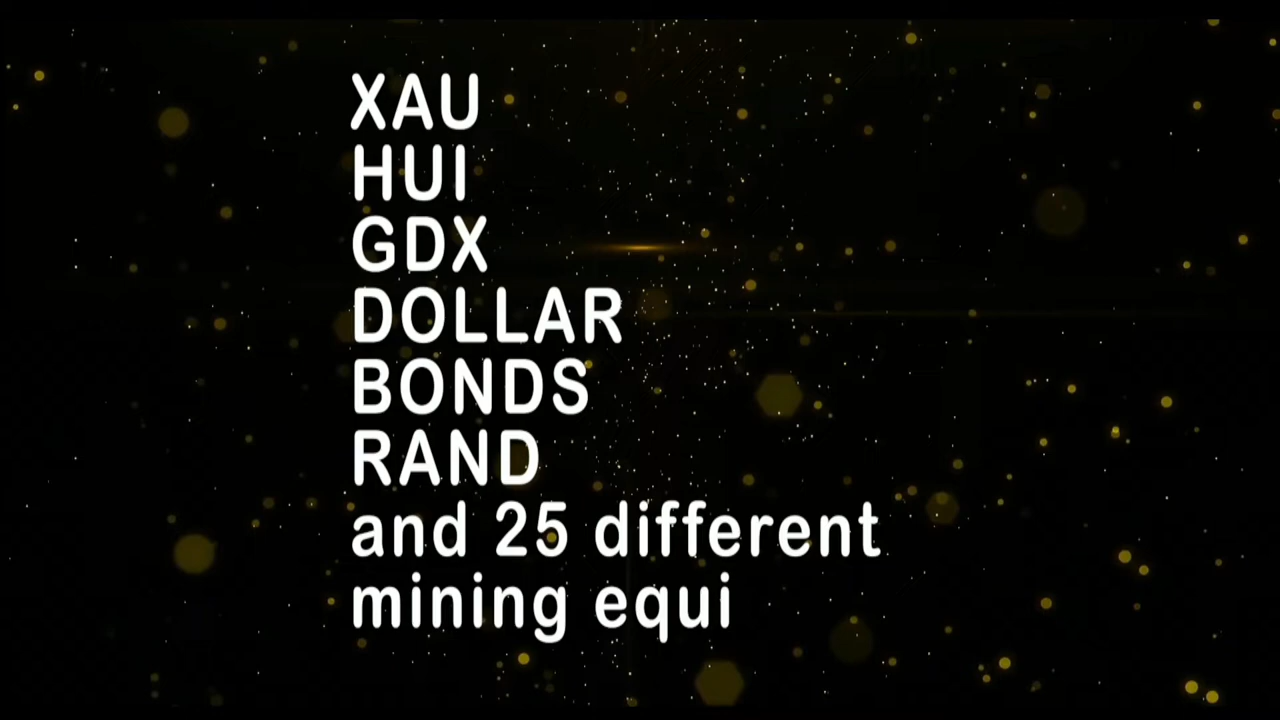 XAU
HUI
GDX
DOLLAR
BONDS
RAND
and 25 different
mining equi